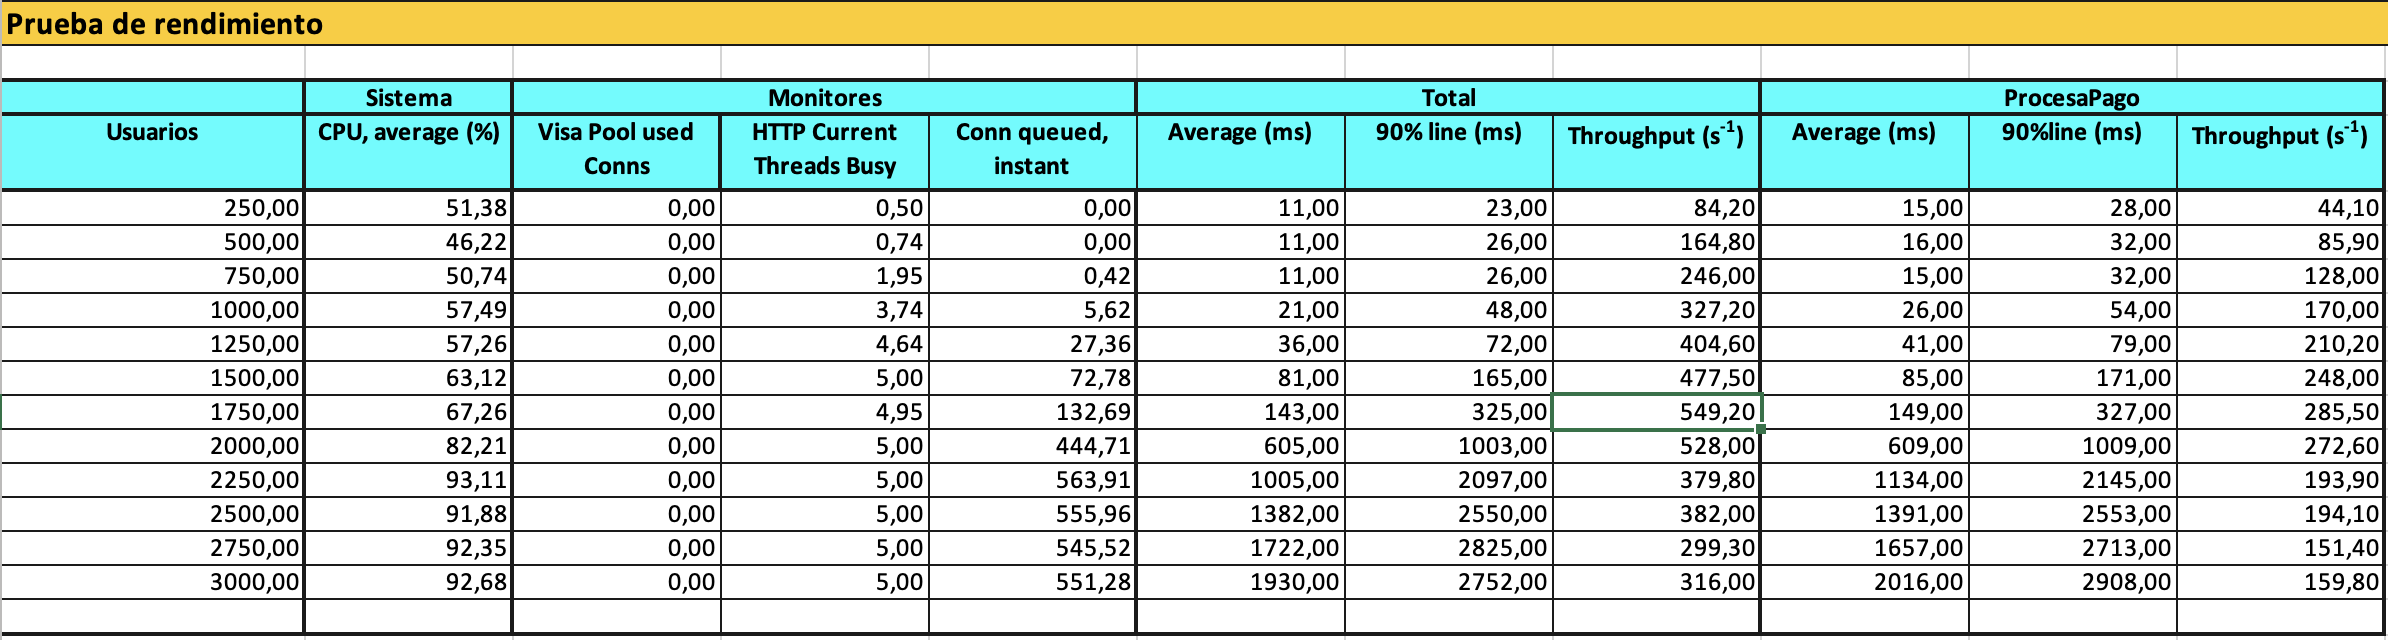 Prueba de rendimiento
Sistema Monitores Total ProcesaPago
Usuarios CPU, average (%) Visa Pool used Conns HTTP Current Threads Busy Conn queued, instant Average (ms) 90% line (ms) Throughput (s⁻¹) Average (ms) 90%line (ms) Throughput (s⁻¹)
250,00 51,38 0,00 0,50 0,00 11,00 23,00 84,20 15,00 28,00 44,10
500,00 46,22 0,00 0,74 0,00 11,00 26,00 164,80 16,00 32,00 85,90
750,00 50,74 0,00 1,95 0,42 11,00 26,00 246,00 15,00 32,00 128,00
1000,00 57,49 0,00 3,74 5,62 21,00 48,00 327,20 26,00 54,00 170,00
1250,00 57,26 0,00 4,64 27,36 36,00 72,00 404,60 41,00 79,00 210,20
1500,00 63,12 0,00 5,00 72,78 81,00 165,00 477,50 85,00 171,00 248,00
1750,00 67,26 0,00 4,95 132,69 143,00 325,00 549,20 149,00 327,00 285,50
2000,00 82,21 0,00 5,00 444,71 605,00 1003,00 528,00 609,00 1009,00 272,60
2250,00 93,11 0,00 5,00 563,91 1005,00 2097,00 379,80 1134,00 2145,00 193,90
2500,00 91,88 0,00 5,00 555,96 1382,00 2550,00 382,00 1391,00 2553,00 194,10
2750,00 92,35 0,00 5,00 545,52 1722,00 2825,00 299,30 1657,00 2713,00 151,40
3000,00 92,68 0,00 5,00 551,28 1930,00 2752,00 316,00 2016,00 2908,00 159,80